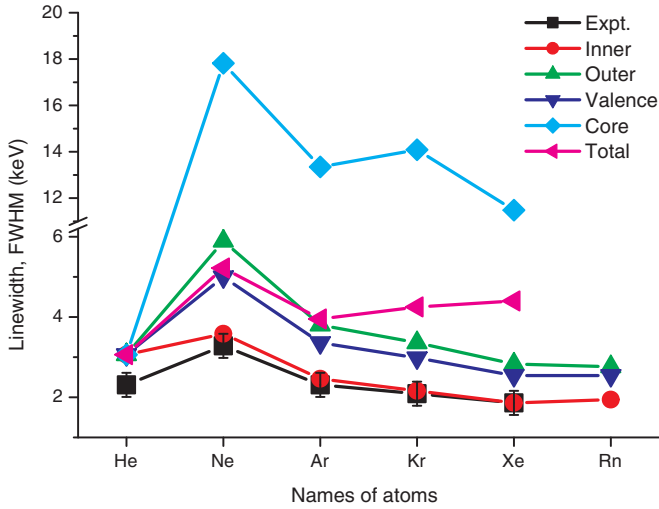 20
18
16
14
12
6
4
2
Linewidth, FWHM (keV)
Expt.
Inner
Outer
Valence
Core
Total
He Ne Ar Kr Xe Rn
Names of atoms